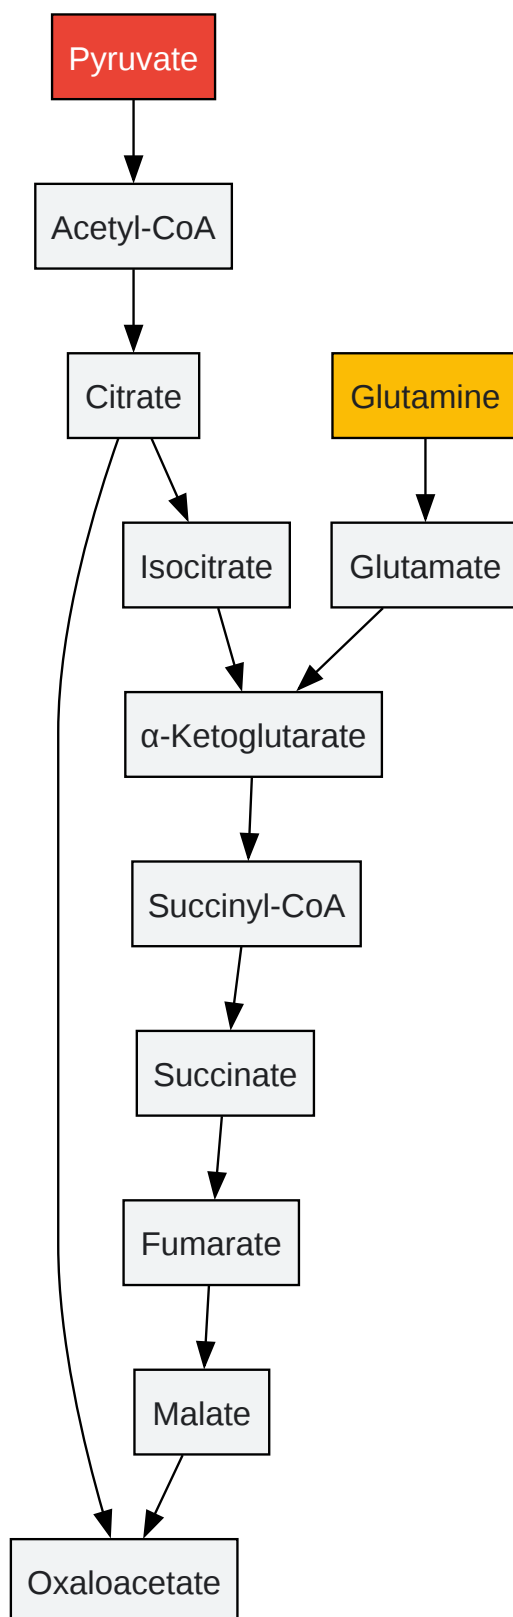 Pyruvate
Acetyl-CoA
Citrate
Glutamine
Isocitrate
Glutamate
α-Ketoglutarate
Succinyl-CoA
Succinate
Fumarate
Malate
Oxaloacetate